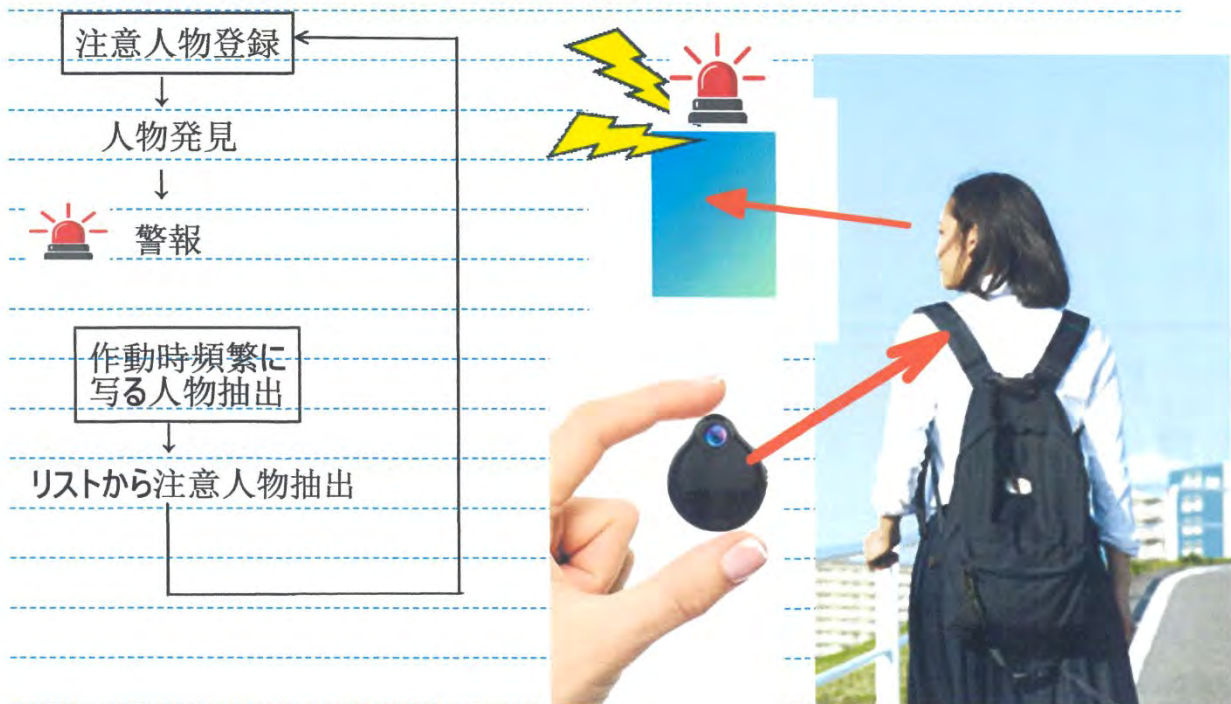 注意人物登録
人物発見
警報
作動時頻繁に
写る人物抽出
リストから注意人物抽出